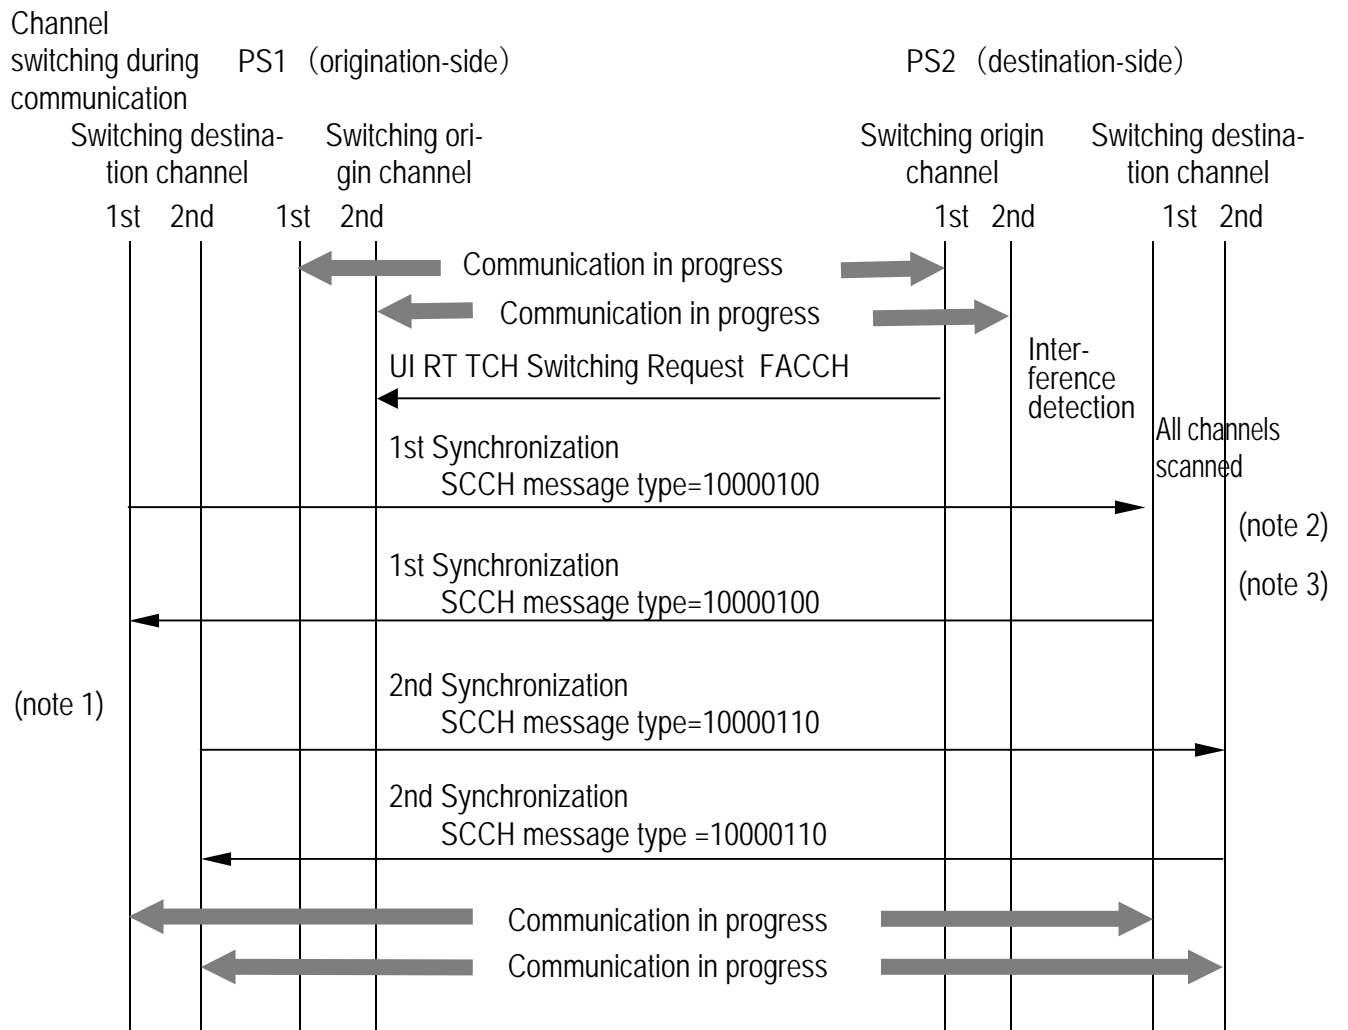 Channel
switching during
communication
PS1 (origination-side)
PS2 (destination-side)
Switching destina-
tion channel
Switching ori-
gin channel
Switching origin
channel
Switching destina-
tion channel
1st 2nd 1st 2nd 1st 2nd 1st 2nd
Communication in progress
Communication in progress
Inter-
ference
detection
UI RT TCH Switching Request FACCH
All channels
scanned
1st Synchronization
SCCH message type=10000100
(note 2)
1st Synchronization
SCCH message type=10000100
(note 3)
2nd Synchronization
SCCH message type=10000110
(note 1)
2nd Synchronization
SCCH message type =10000110
Communication in progress
Communication in progress